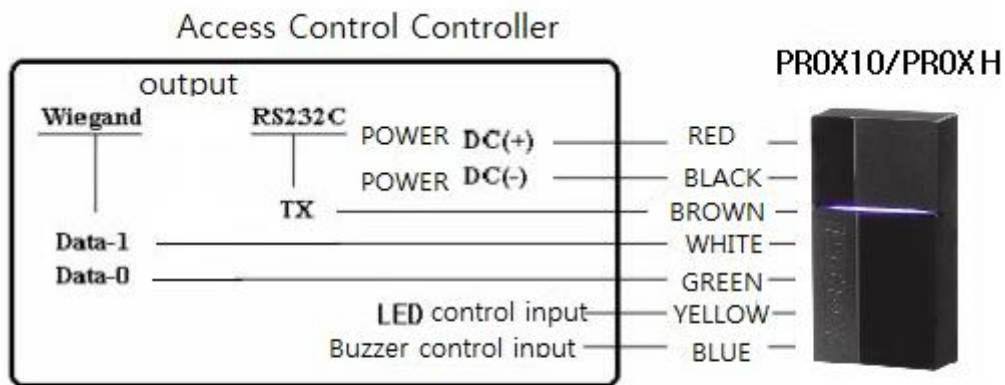 Access Control Controller
PROX10/PROX H
output
Wiegand
RS232C
POWER DC(+) RED
POWER DC(-) BLACK
TX BROWN
Data-1 WHITE
Data-0 GREEN
LED control input YELLOW
Buzzer control input BLUE